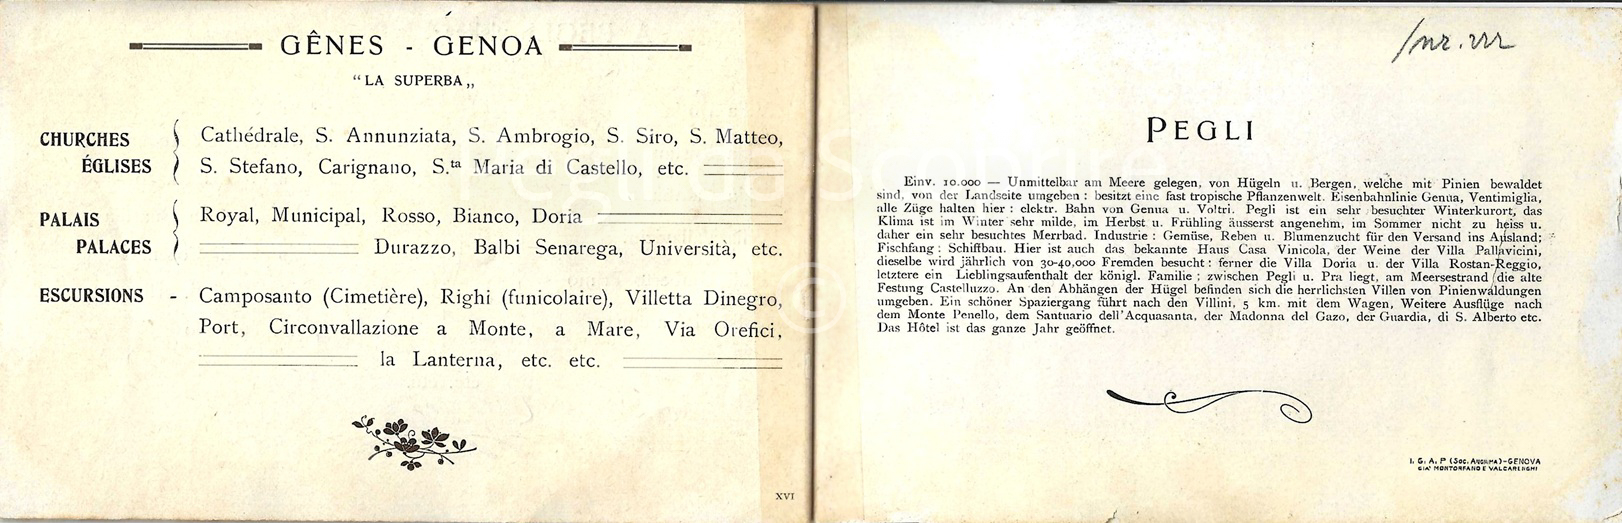 GÊNES - GENOA
“LA SUPERBA„
CHURCHES
ÉGLISES
Cathédrale, S. Annunziata, S. Ambrogio, S. Siro, S. Matteo,
S. Stefano, Carignano, S.ta Maria di Castello, etc.
PALAIS
PALACES
Royal, Municipal, Rosso, Bianco, Doria
Durazzo, Balbi Senarega, Università, etc.
ESCURSIONS - Camposanto (Cimetière), Righi (funicolaire), Villetta Dinegro,
Port, Circonvallazione a Monte, a Mare, Via Orefici,
la Lanterna, etc. etc.
XVI
PEGLI
Einv. 10.000 — Unmittelbar am Meere gelegen, von Hügeln u. Bergen, welche mit Pinien bewaldet
sind, von der Landseite umgeben : besitzt eine fast tropische Pflanzenwelt. Eisenbahnlinie Genua, Ventimiglia,
alle Züge halten hier : elektr. Bahn von Genua u. Voltri. Pegli ist ein sehr besuchter Winterkurort, das
Klima ist im Winter sehr milde, im Herbst u. Frühling äusserst angenehm, im Sommer nicht zu heiss u.
daher ein sehr besuchtes Merrbad. Industrie : Gemüse, Reben u. Blumenzucht für den Versand ins Ausland;
Fischfang ; Schiffbau. Hier ist auch das bekannte Haus Casa Vinicola, der Weine der Villa Pallavicini,
dieselbe wird jährlich von 30-40,000 Fremden besucht : ferner die Villa Doria u. der Villa Rostan-Reggio,
letztere ein Lieblingsaufenthalt der königl. Familie ; zwischen Pegli u. Pra liegt, am Meersestrand die alte
Festung Castelluzzo. An den Abhängen der Hügel befinden sich die herrlichsten Villen von Pinienwaldungen
umgeben. Ein schöner Spaziergang führt nach den Villini, 5 km. mit dem Wagen, Weitere Ausflüge nach
dem Monte Penello, dem Santuario dell'Acquasanta, der Madonna del Gazo, der Guardia, di S. Alberto etc.
Das Hôtel ist das ganze Jahr geöffnet.
I. G. A. P (Soc. Anonima)-GENOVA
GIA' MONTORFANO E VALCARENGHI